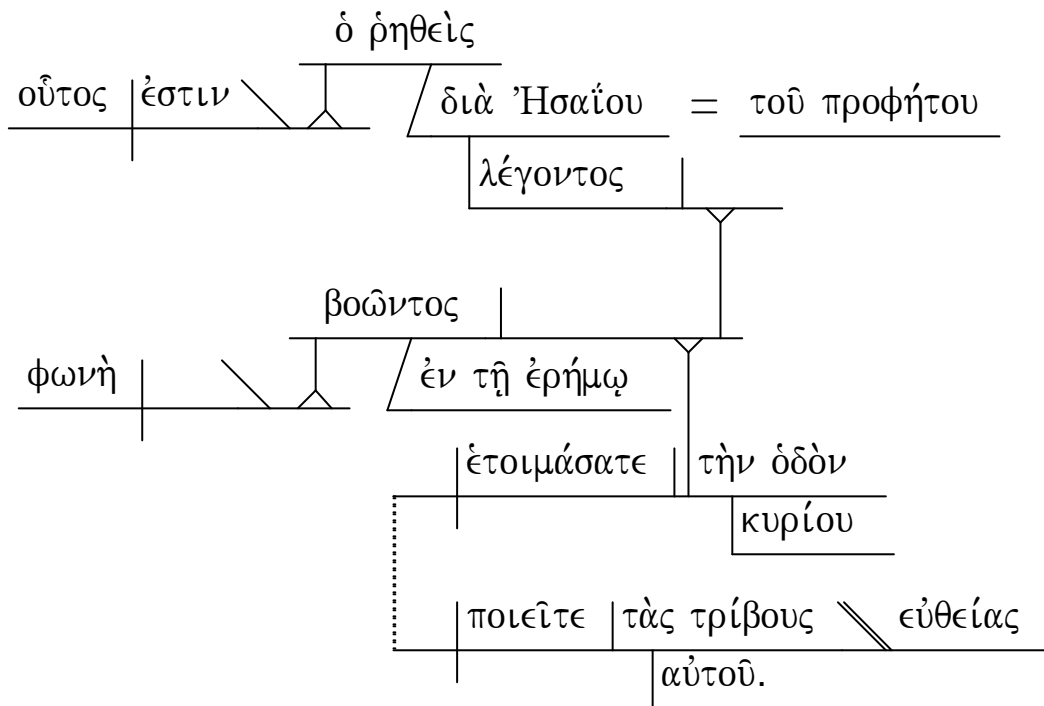 ὁ ῥηθεὶς
οὗτος ἐστιν διὰ Ἠσαΐου = τοῦ προφήτου
λέγοντος
βοῶντος
φωνὴ ἐν τῇ ἐρήμῳ
ἑτοιμάσατε τὴν ὁδὸν
κυρίου
ποιεῖτε τὰς τρίβους εὐθείας
αὐτοῦ.